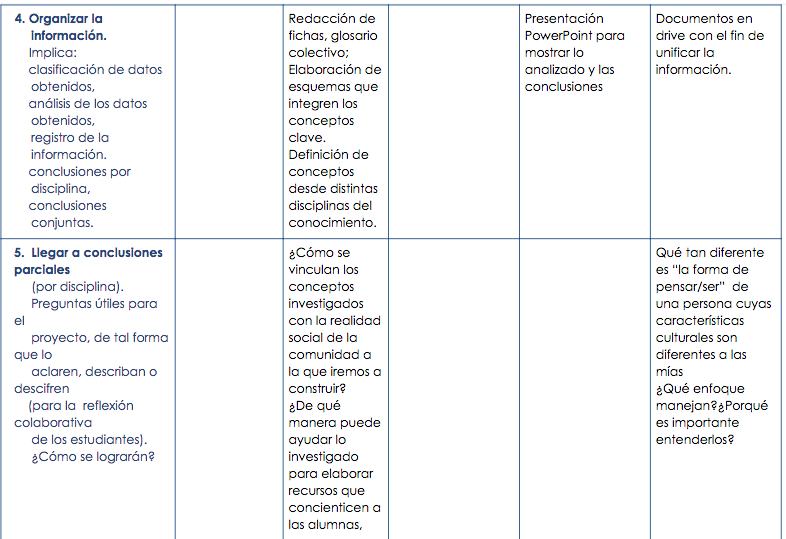 4. Organizar la
información.
Implica:
clasificación de datos
obtenidos,
análisis de los datos
obtenidos,
registro de la
información.
conclusiones por
disciplina,
conclusiones
conjuntas.
Redacción de
fichas, glosario
colectivo;
Elaboración de
esquemas que
integren los
conceptos
clave.
Definición de
conceptos
desde distintas
disciplinas del
conocimiento.
Presentación
PowerPoint para
mostrar lo
analizado y las
conclusiones
Documentos en
drive con el fin de
unificar la
información.
5. Llegar a conclusiones
parciales
(por disciplina).
Preguntas útiles para
el
proyecto, de tal forma
que lo
aclaren, describan o
descifren
(para la reflexión
colaborativa
de los estudiantes).
¿Cómo se lograrán?
¿Cómo se
vinculan los
conceptos
investigados
con la realidad
social de la
comunidad a
la que iremos a
construir?
¿De qué
manera puede
ayudar lo
investigado
para elaborar
recursos que
concienticen a
las alumnas,
Qué tan diferente
es “la forma de
pensar/ser” de
una persona cuyas
características
culturales son
diferentes a las
mías
¿Qué enfoque
manejan?¿Porqué
es importante
entenderlos?